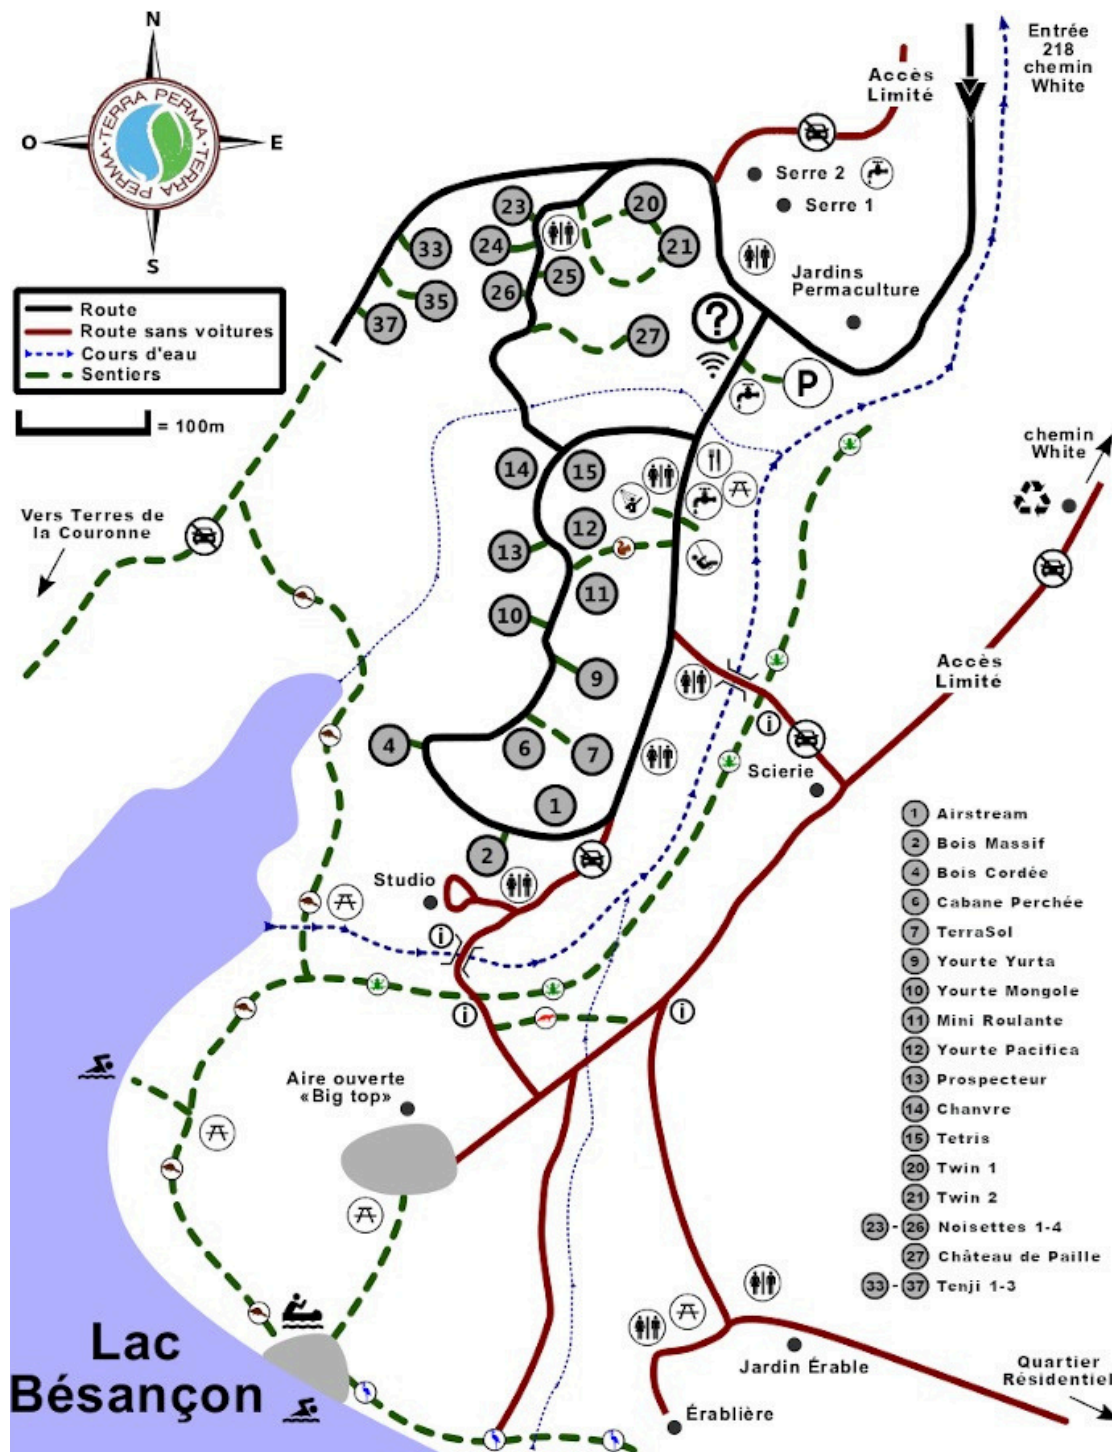 N
O
E
S
TERRA PERMA · TERRA PERMA ·
Route
Route sans voitures
Cours d'eau
Sentiers
= 100m
Entrée
218
chemin
White
Accès
Limité
Serre 2
Serre 1
Jardins
Permaculture
23
20
24
21
33
25
35
26
37
27
?
P
14
15
12
13
11
10
9
4
6
7
1
2
chemin
White
Vers Terres de
la Couronne
Accès
Limité
i
Scierie
Studio
i
i
i
Aire ouverte
«Big top»
1 Airstream
2 Bois Massif
4 Bois Cordée
6 Cabane Perchée
7 TerraSol
9 Yourte Yurta
10 Yourte Mongole
11 Mini Roulante
12 Yourte Pacifica
13 Prospecteur
14 Chanvre
15 Tetris
20 Twin 1
21 Twin 2
23 - 26 Noisettes 1-4
27 Château de Paille
33 - 37 Tenji 1-3
Lac
Bésançon
Jardin Érable
Érablière
Quartier
Résidentiel